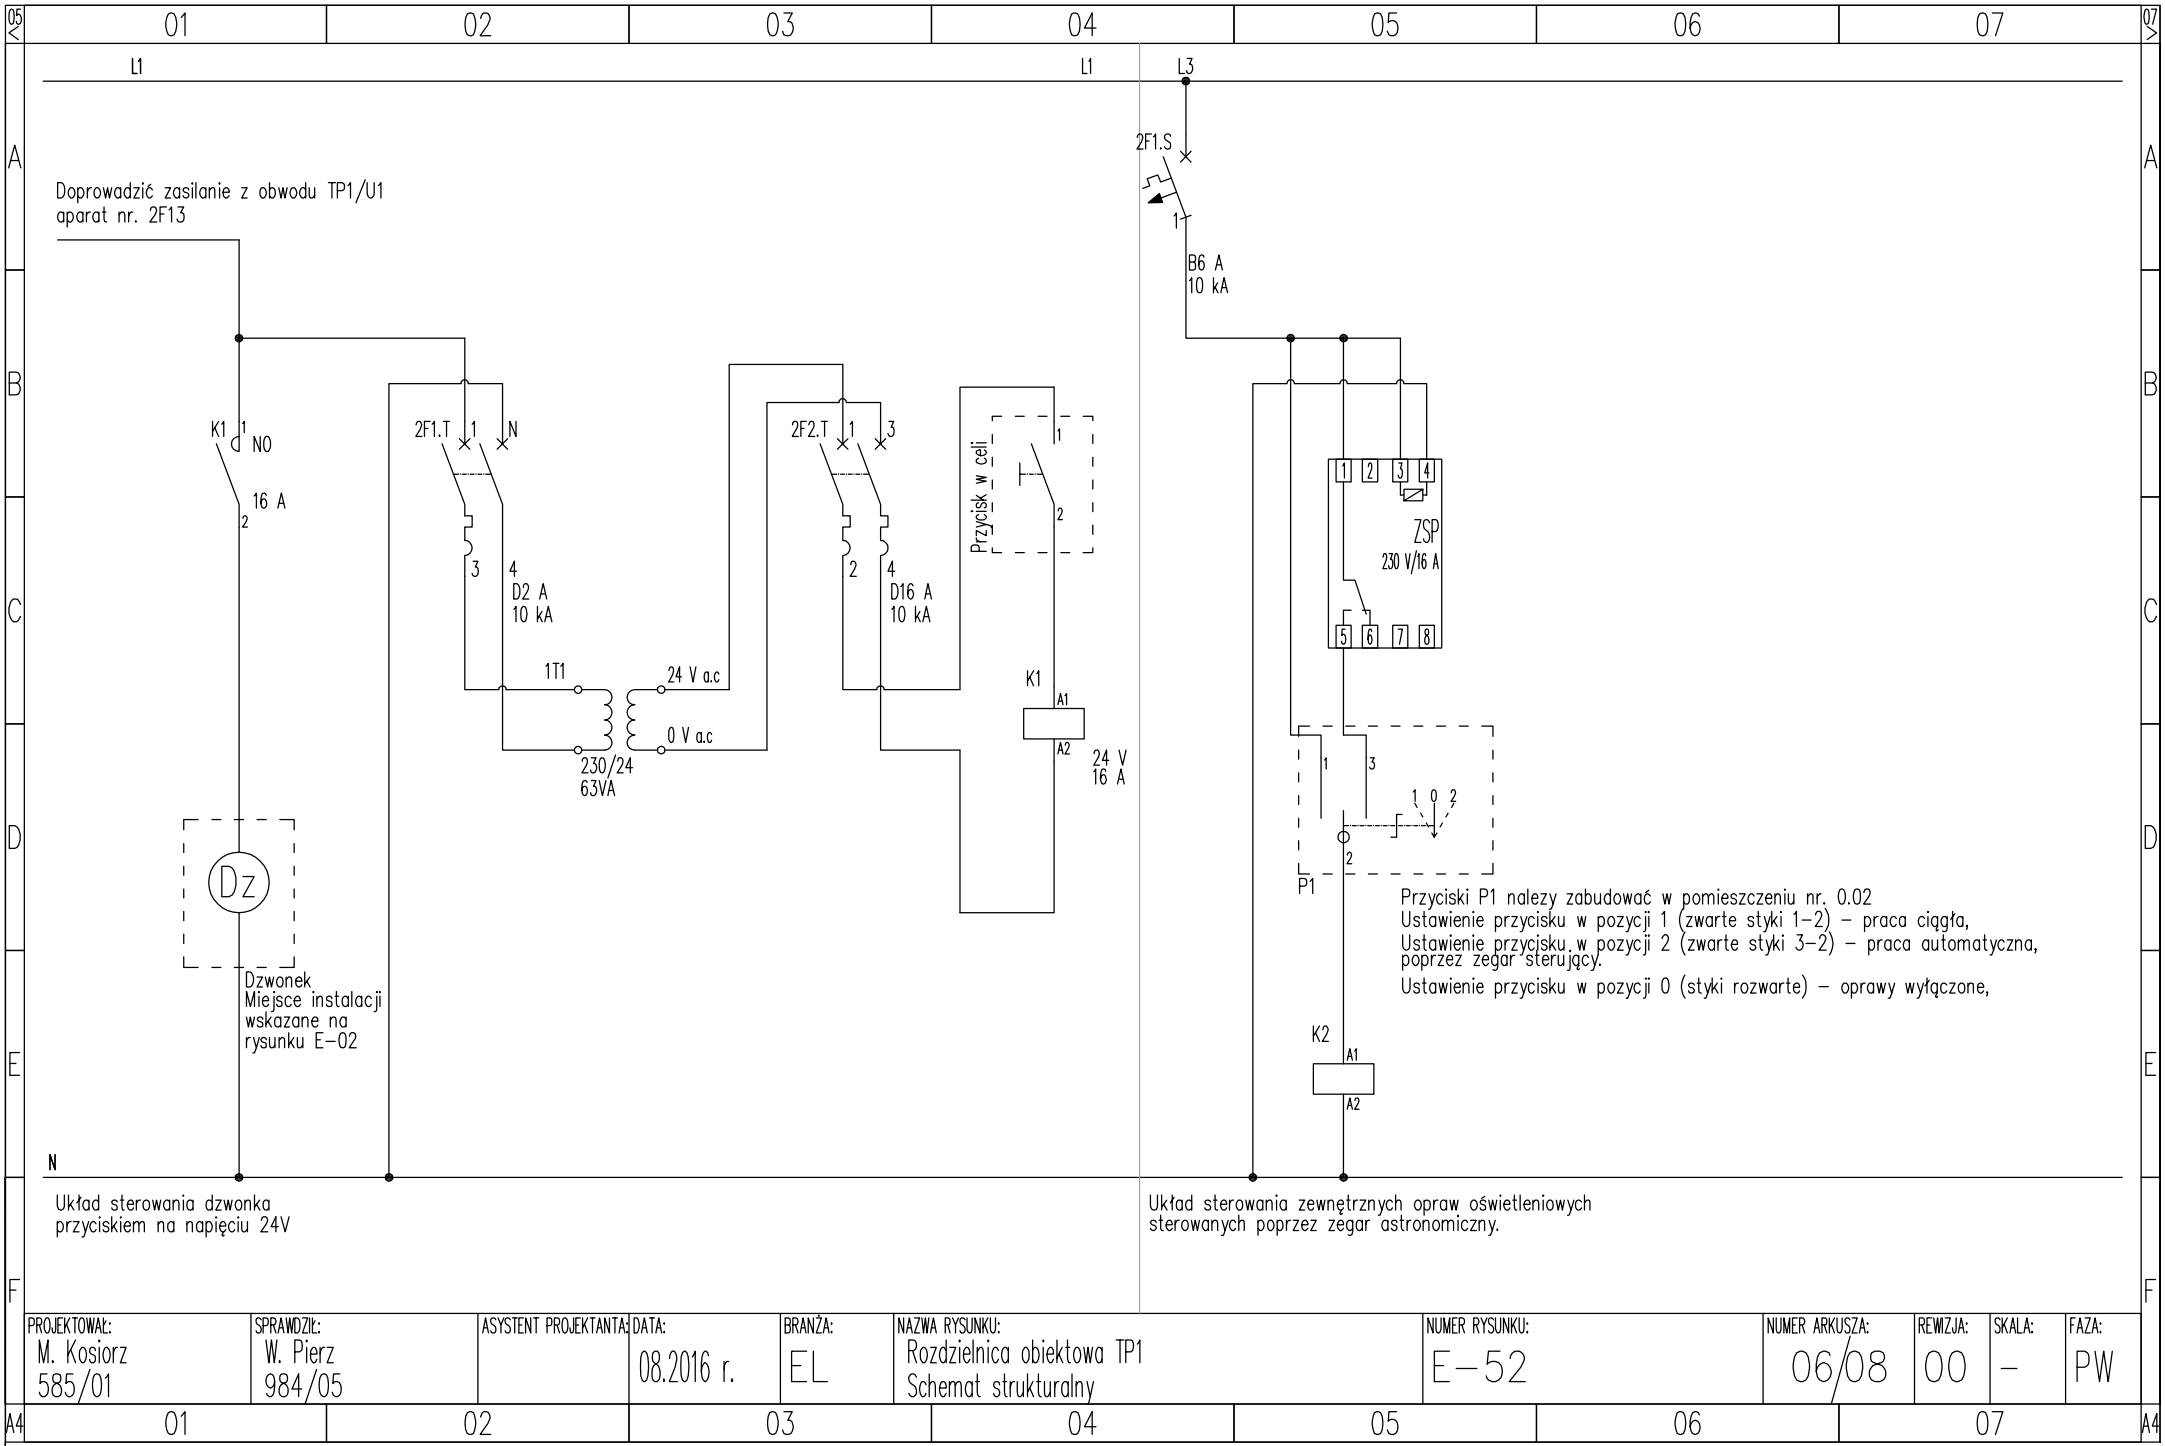 05
<
01
02
03
04
05
06
07
07
>
L1
L1
L3
A
A
2F1.S
1
B6 A
10 kA
Doprowadzić zasilanie z obwodu TP1/U1
aparat nr. 2F13
B
B
K1
1
NO
16 A
2
2F1.T
1
N
3
4
D2 A
10 kA
2F2.T
1
3
2
4
D16 A
10 kA
Przycisk w celi
1
2
1
2
3
4
ZSP
230 V/16 A
5
6
7
8
C
C
1T1
24 V a.c
0 V a.c
230/24
63VA
K1
A1
A2
24 V
16 A
1
3
1 0 2
2
P1
D
D
Dz
Dzwonek
Miejsce instalacji
wskazane na
rysunku E-02
Przyciski P1 nalezy zabudować w pomieszczeniu nr. 0.02
Ustawienie przycisku w pozycji 1 (zwarte styki 1-2) - praca ciągła,
Ustawienie przycisku w pozycji 2 (zwarte styki 3-2) - praca automatyczna,
poprzez zegar sterujący.
Ustawienie przycisku w pozycji 0 (styki rozwarte) - oprawy wyłączone,
K2
A1
A2
E
E
N
Układ sterowania dzwonka
przyciskiem na napięciu 24V
Układ sterowania zewnętrznych opraw oświetleniowych
sterowanych poprzez zegar astronomiczny.
F
F
PROJEKTOWAŁ:
M. Kosiorz
585/01
SPRAWDZIŁ:
W. Pierz
984/05
ASYSTENT PROJEKTANTA:
DATA:
08.2016 r.
BRANŻA:
EL
NAZWA RYSUNKU:
Rozdzielnica obiektowa TP1
Schemat strukturalny
NUMER RYSUNKU:
E-52
NUMER ARKUSZA:
06/08
REWIZJA:
00
SKALA:
-
FAZA:
PW
A4
01
02
03
04
05
06
07
A4